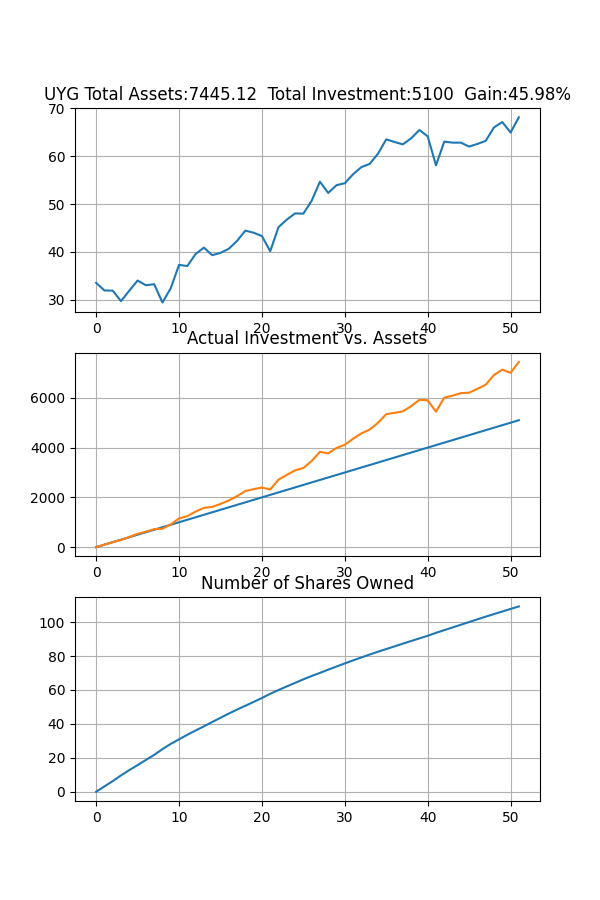 UYG Total Assets:7445.12  Total Investment:5100  Gain:45.98%
70
60
50
40
30
0 10 20 30 40 50
Actual Investment vs. Assets
6000
4000
2000
0
0 10 20 30 40 50
Number of Shares Owned
100
80
60
40
20
0
0 10 20 30 40 50